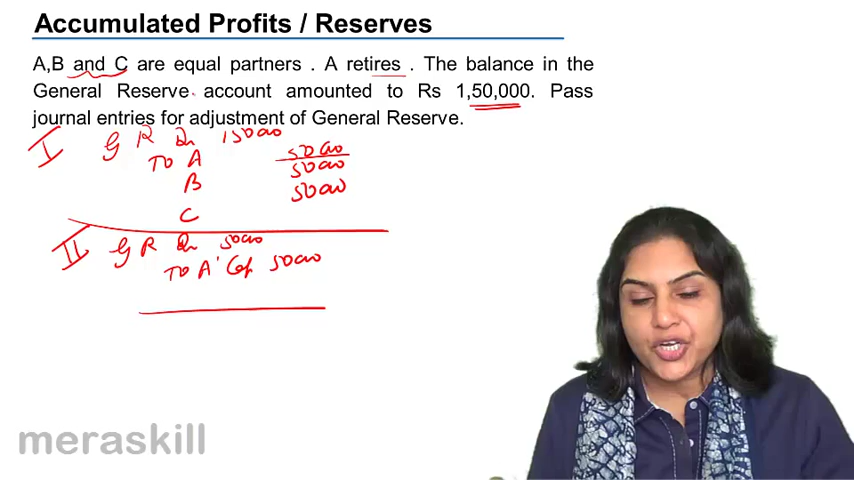 Accumulated Profits / Reserves
A,B and C are equal partners . A retires . The balance in the
General Reserve account amounted to Rs 1,50,000. Pass
journal entries for adjustment of General Reserve.
I G R Dr 150000
To A 50000
B 50000
C 50000
II G R Dr 50000
To A' Cap 50000
meraskill